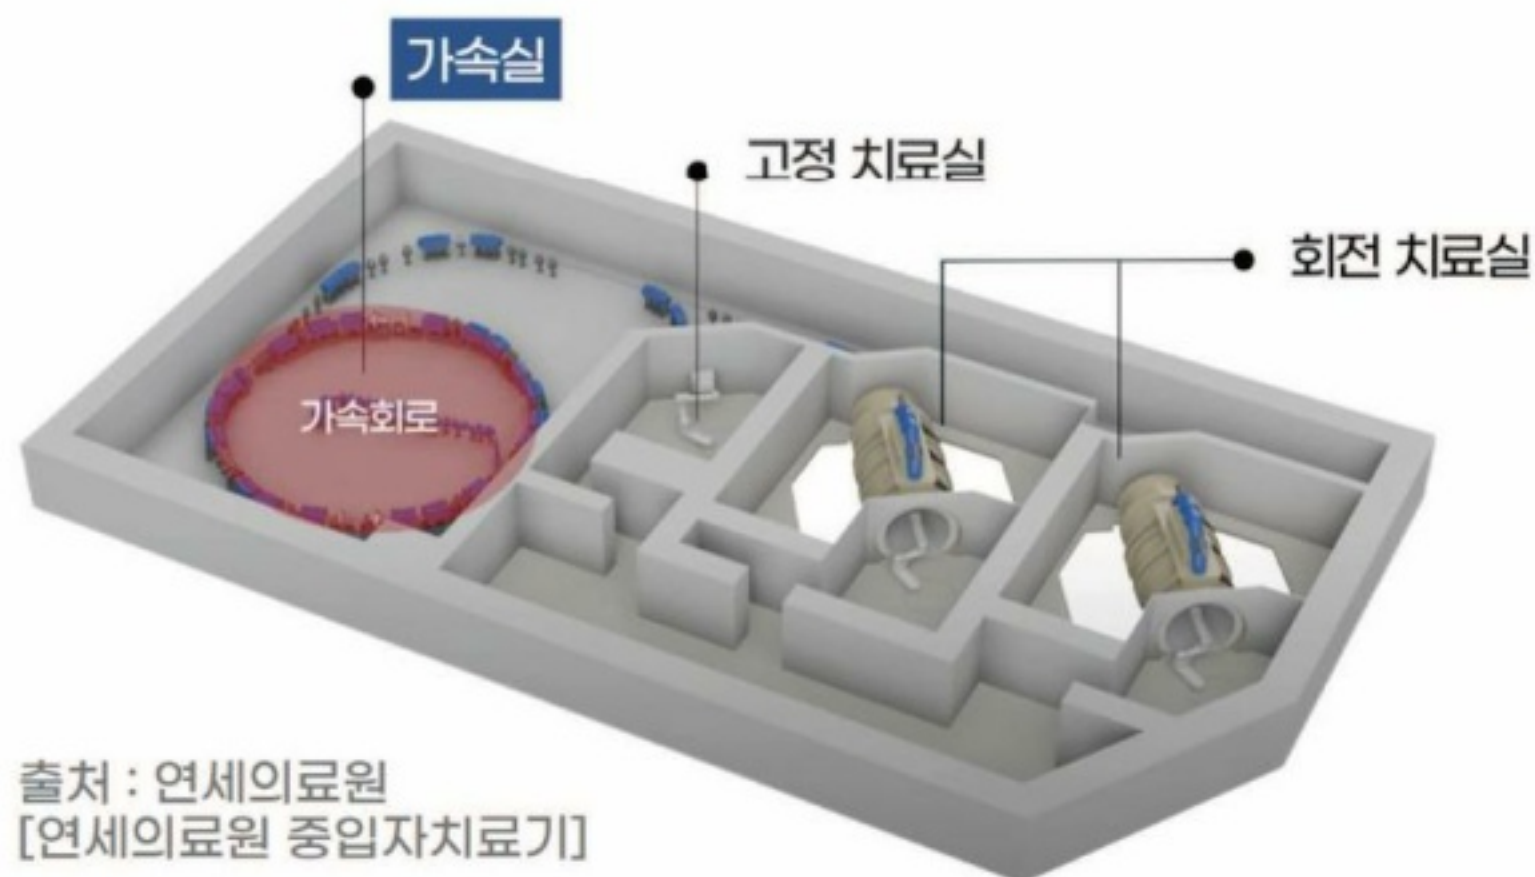 가속실
고정 치료실
회전 치료실
가속회로
출처 : 연세의료원
[연세의료원 중입자치료기]